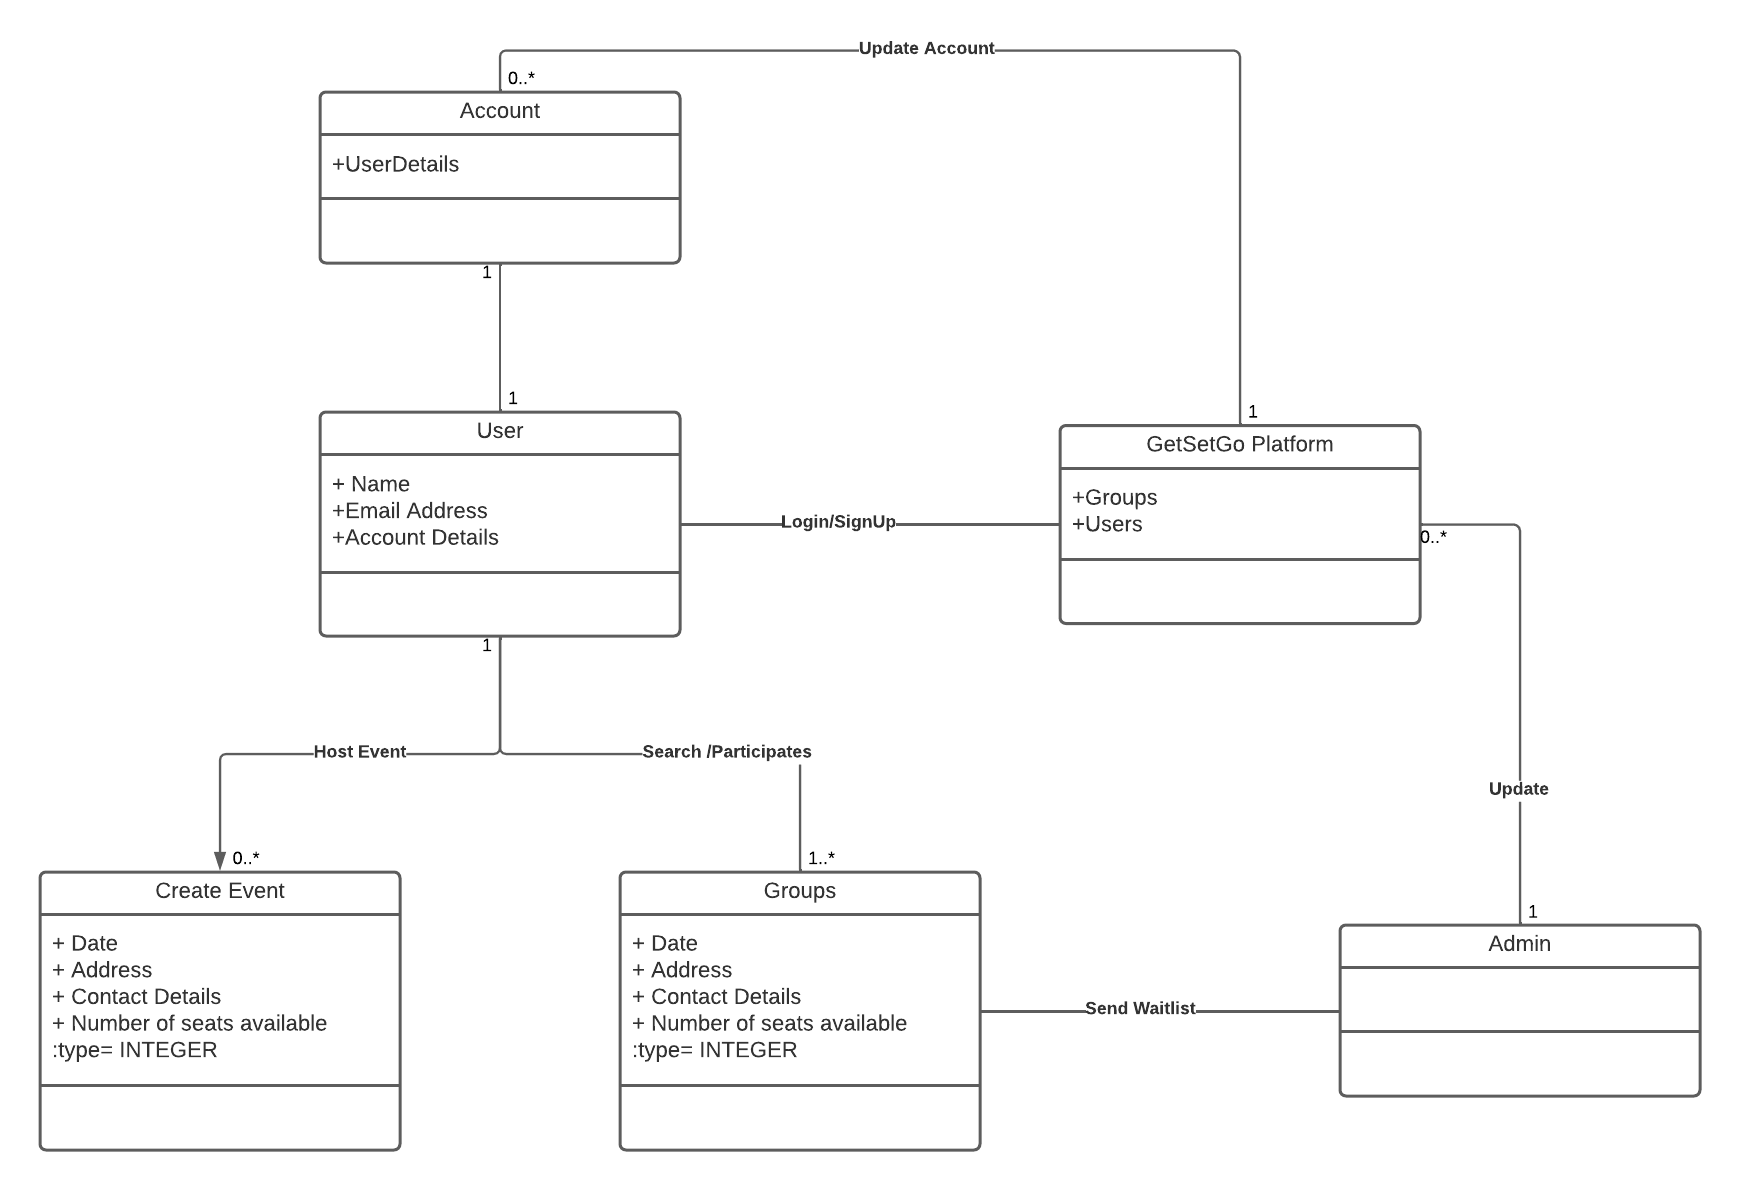 Update Account
0..*
Account
+UserDetails
1
1
User
+ Name
+Email Address
+Account Details
Login/SignUp
1
GetSetGo Platform
+Groups
+Users
0..*
1
Host Event
Search /Participates
Update
0..*
Create Event
+ Date
+ Address
+ Contact Details
+ Number of seats available
:type= INTEGER
1..*
Groups
+ Date
+ Address
+ Contact Details
+ Number of seats available
:type= INTEGER
Send Waitlist
1
Admin